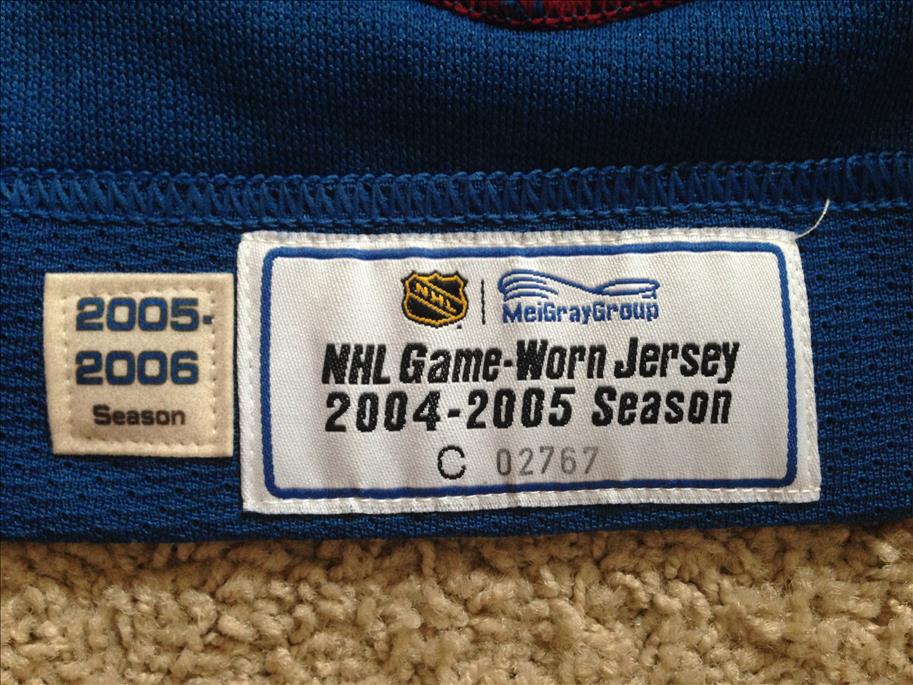 2005-
2006
Season
NHL
MeiGrayGroup
NHL Game-Worn Jersey
2004-2005 Season
C 02767